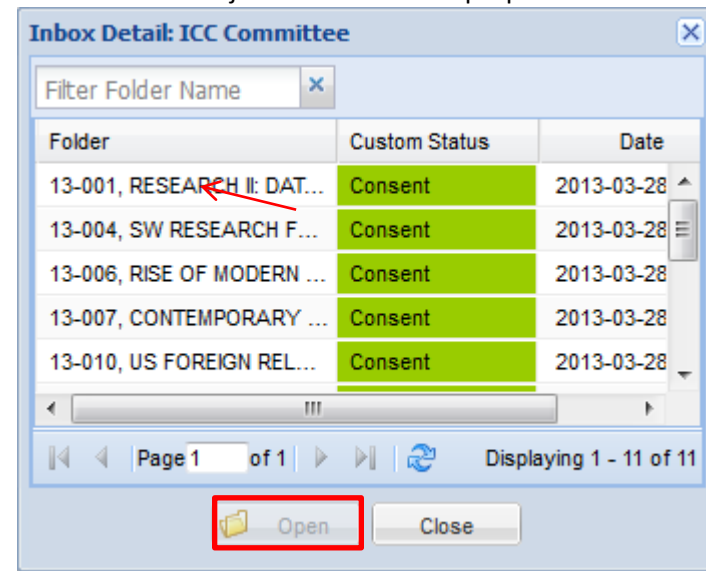 Inbox Detail: ICC Committee
Filter Folder Name
Folder Custom Status Date
13-001, RESEARCH II: DAT... Consent 2013-03-28
13-004, SW RESEARCH F... Consent 2013-03-28
13-006, RISE OF MODERN ... Consent 2013-03-28
13-007, CONTEMPORARY ... Consent 2013-03-28
13-010, US FOREIGN REL... Consent 2013-03-28
Page 1 of 1 Displaying 1 - 11 of 11
Open Close